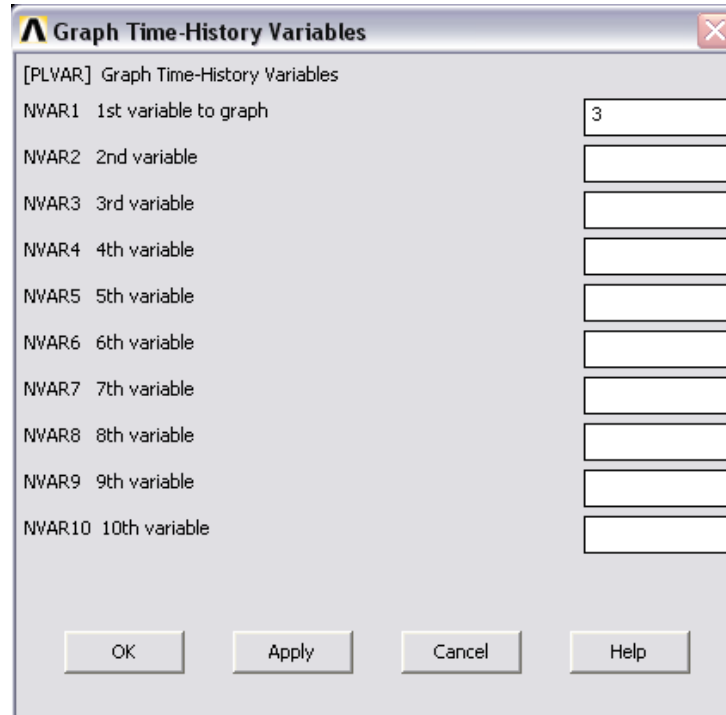 Graph Time-History Variables
[PLVAR] Graph Time-History Variables
NVAR1 1st variable to graph 3
NVAR2 2nd variable
NVAR3 3rd variable
NVAR4 4th variable
NVAR5 5th variable
NVAR6 6th variable
NVAR7 7th variable
NVAR8 8th variable
NVAR9 9th variable
NVAR10 10th variable
OK Apply Cancel Help